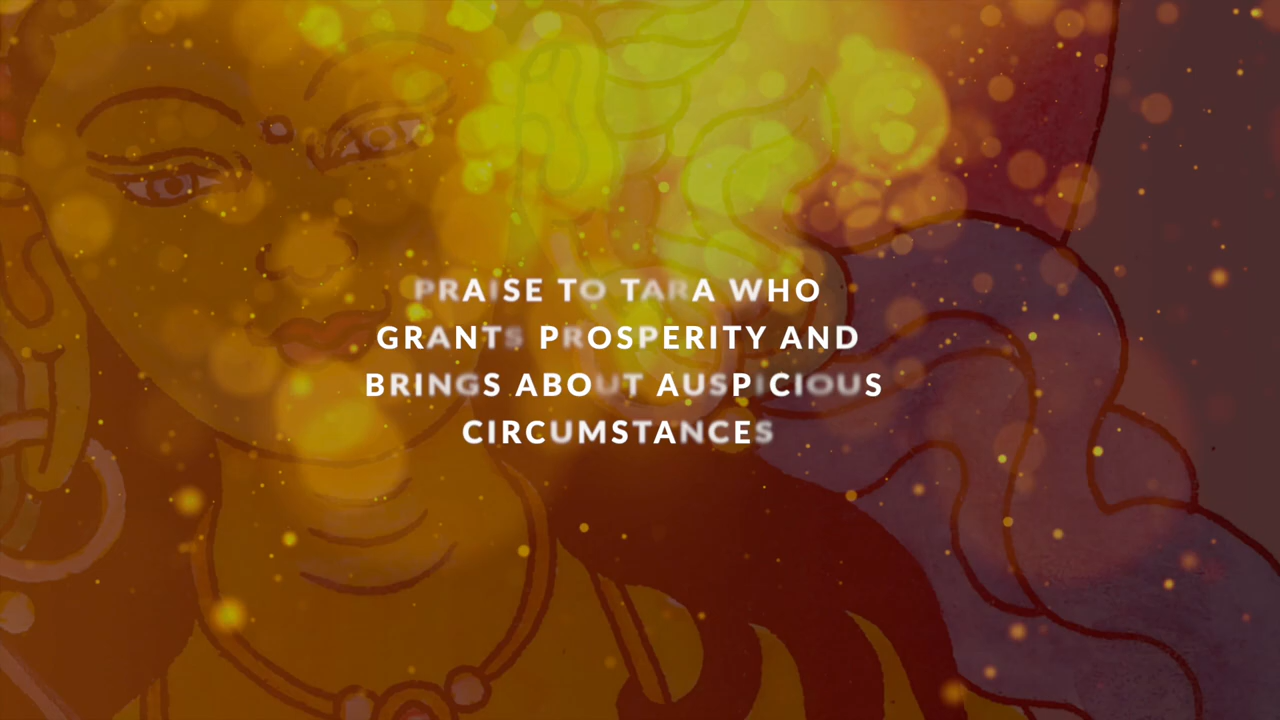 PRAISE TO TARA WHO
GRANTS PROSPERITY AND
BRINGS ABOUT AUSPICIOUS
CIRCUMSTANCES